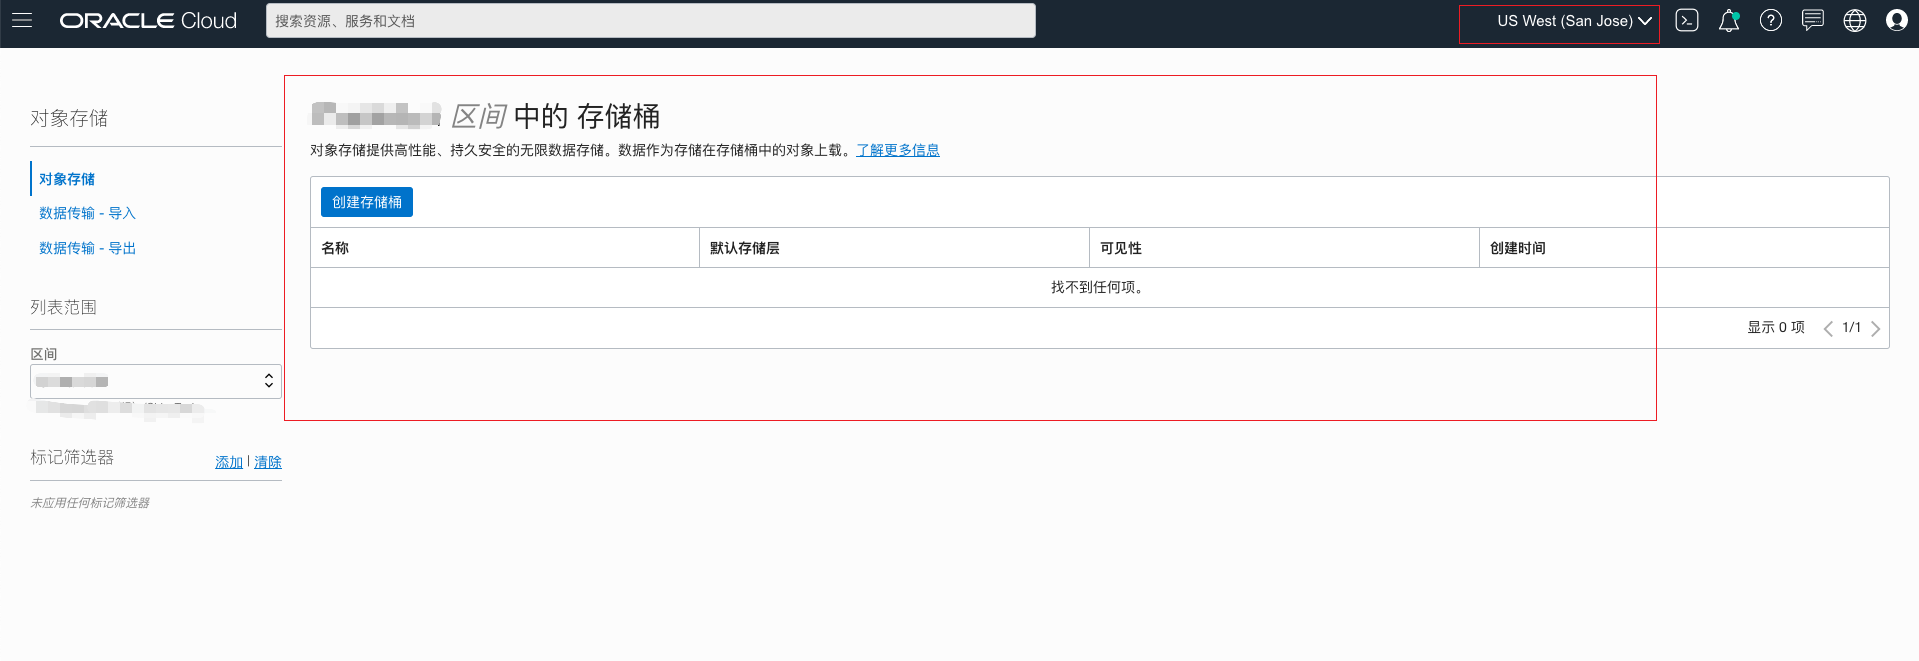 ORACLE Cloud
搜索资源、服务和文档
US West (San Jose)
对象存储
对象存储
数据传输 - 导入
数据传输 - 导出
列表范围
区间
标记筛选器
添加 | 清除
未应用任何标记筛选器
区间 中的 存储桶
对象存储提供高性能、持久安全的无限数据存储。数据作为存储在存储桶中的对象上载。了解更多信息
创建存储桶
名称 默认存储层 可见性 创建时间
找不到任何项。
显示 0 项 1/1